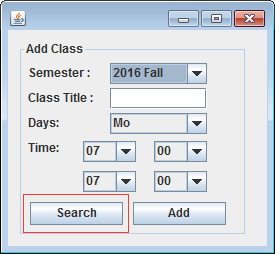 Add Class
Semester : 2016 Fall
Class Title :
Days: Mo
Time: 07 00
07 00
Search Add